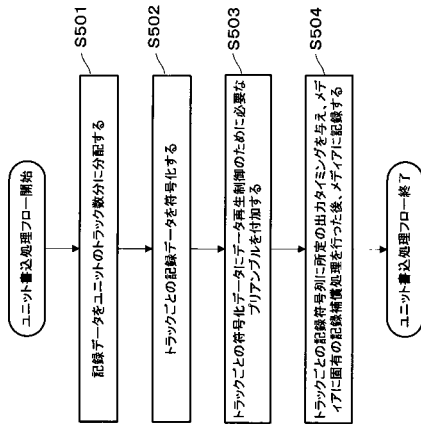 ユニット書込処理フロー開始
S501
記録データをユニットのトラック数分に分配する
S502
トラックごとの記録データを符号化する
S503
トラックごとの符号化データにデータ再生制御のために必要な
プリアンブルを付加する
S504
トラックごとの記録符号列に所定の出力タイミングを与え、メデ
ィアに固有の記録補償処理を行った後、メディアに記録する
ユニット書込処理フロー終了